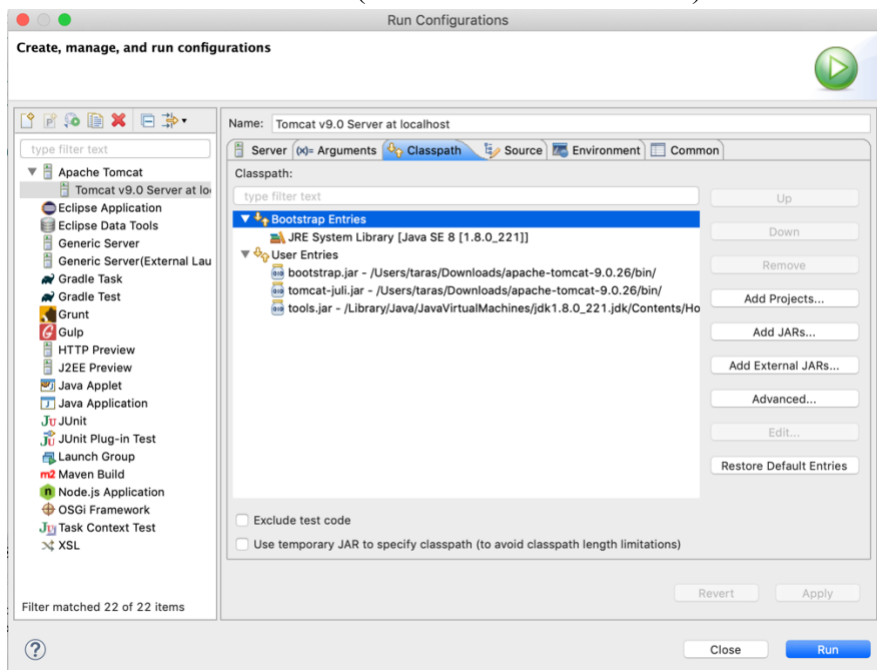 Run Configurations
Create, manage, and run configurations
type filter text
Apache Tomcat
Tomcat v9.0 Server at lo
Eclipse Application
Eclipse Data Tools
Generic Server
Generic Server(External Lau
Gradle Task
Gradle Test
Grunt
Gulp
HTTP Preview
J2EE Preview
Java Applet
Java Application
JUnit
JUnit Plug-in Test
Launch Group
Maven Build
Node.js Application
OSGi Framework
Task Context Test
XSL
Filter matched 22 of 22 items
Name: Tomcat v9.0 Server at localhost
Server (x)= Arguments Classpath Source Environment Common
Classpath:
type filter text
Bootstrap Entries
JRE System Library [Java SE 8 [1.8.0_221]]
User Entries
bootstrap.jar - /Users/taras/Downloads/apache-tomcat-9.0.26/bin/
tomcat-juli.jar - /Users/taras/Downloads/apache-tomcat-9.0.26/bin/
tools.jar - /Library/Java/JavaVirtualMachines/jdk1.8.0_221.jdk/Contents/Ho
Up
Down
Remove
Add Projects...
Add JARs...
Add External JARs...
Advanced...
Edit...
Restore Default Entries
Exclude test code
Use temporary JAR to specify classpath (to avoid classpath length limitations)
Revert Apply
? Close Run